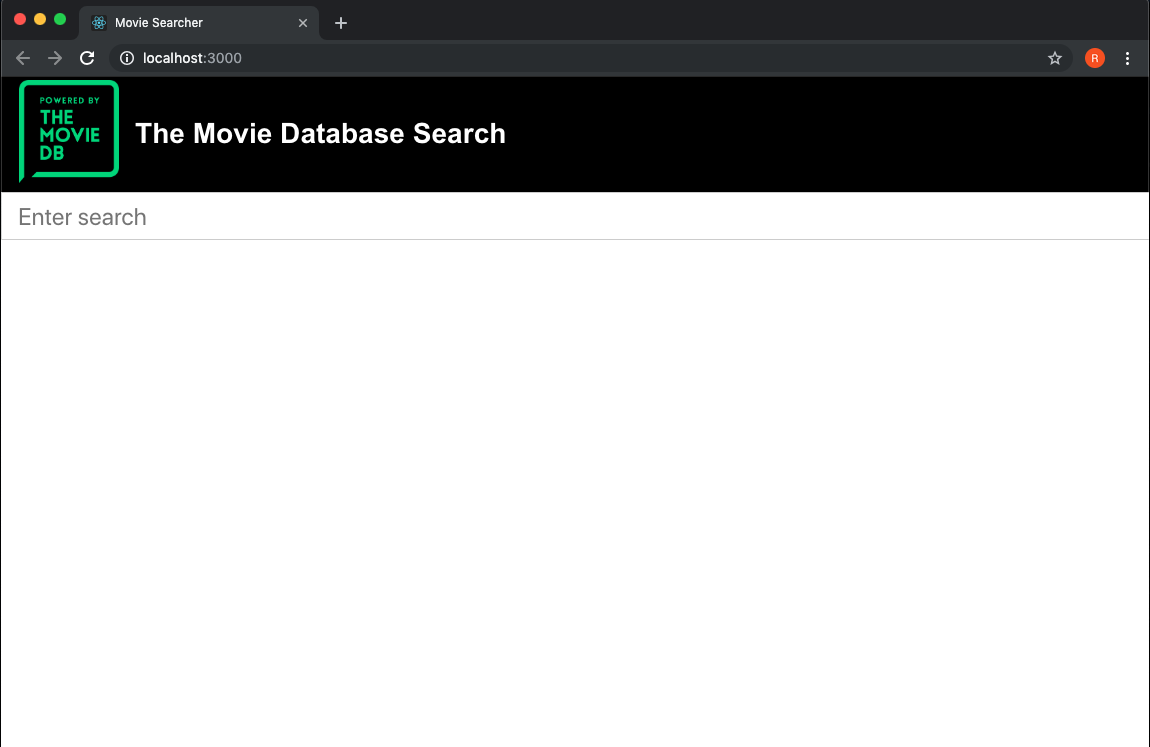 Movie Searcher
localhost:3000
R
POWERED BY
THE
MOVIE
DB
The Movie Database Search
Enter search